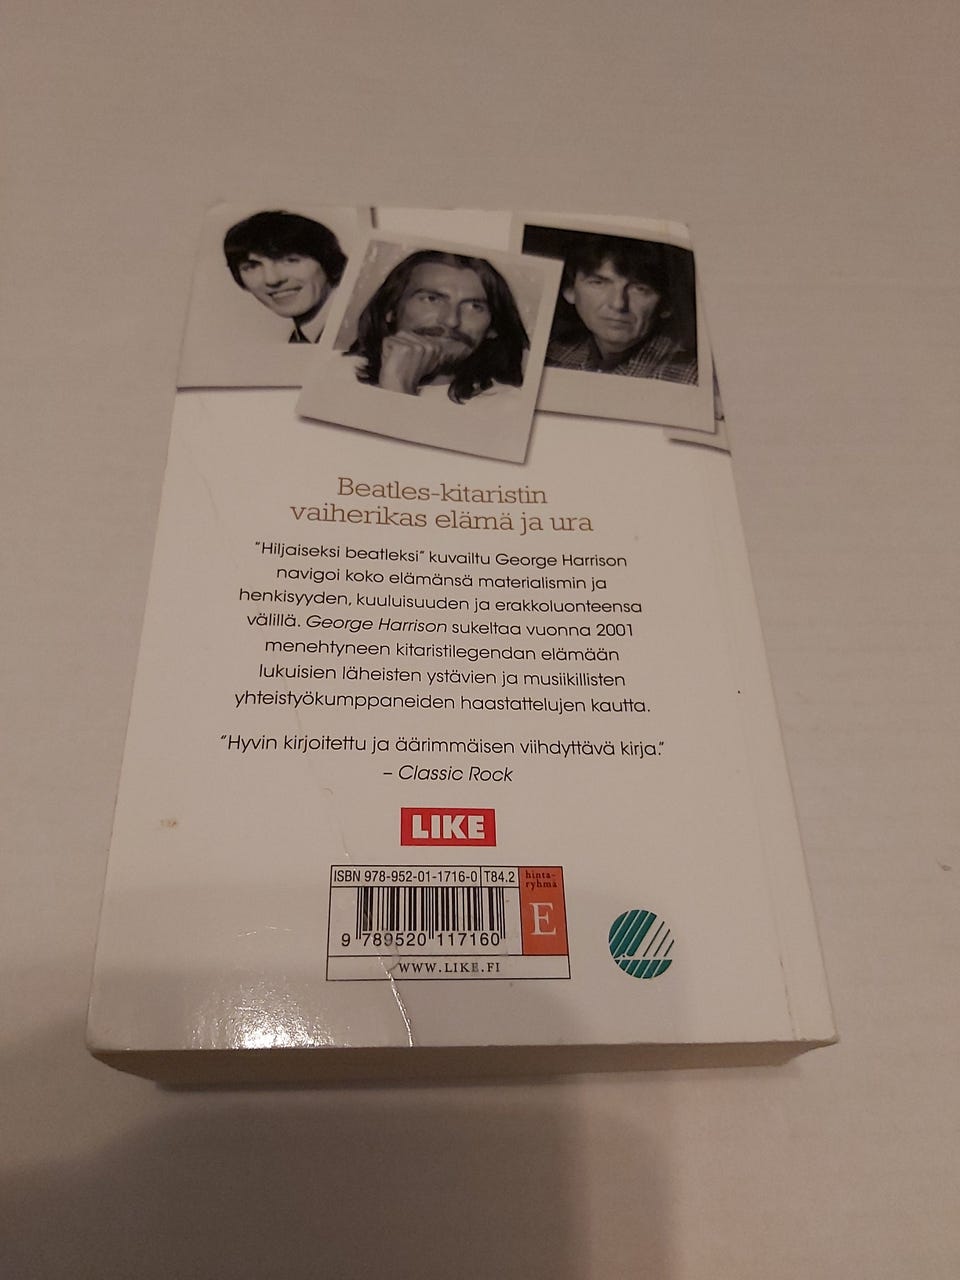 Beatles-kitaristin
vaiherikas elämä ja ura
"Hiljaiseksi beatleksi" kuvailtu George Harrison
navigoi koko elämänsä materialismin ja
henkisyyden, kuuluisuuden ja erakkoluonteensa
välillä. George Harrison sukeltaa vuonna 2001
menehtyneen kitaristilegendan elämään
lukuisien läheisten ystävien ja musiikillisten
yhteistyökumppaneiden haastattelujen kautta.
"Hyvin kirjoitettu ja äärimmäisen viihdyttävä kirja."
– Classic Rock
LIKE
ISBN 978-952-01-1716-0 T84.2
hinta-
ryhmä
E
9 789520 117160
WWW.LIKE.FI